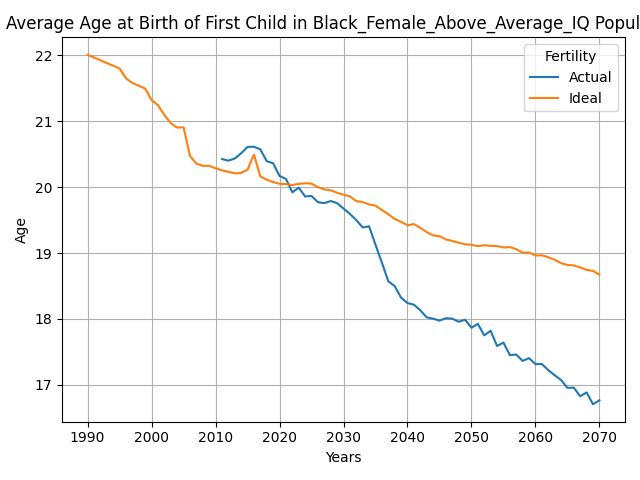 Average Age at Birth of First Child in Black_Female_Above_Average_IQ Popul
Fertility
Actual
Ideal
Age
22
21
20
19
18
17
1990 2000 2010 2020 2030 2040 2050 2060 2070
Years